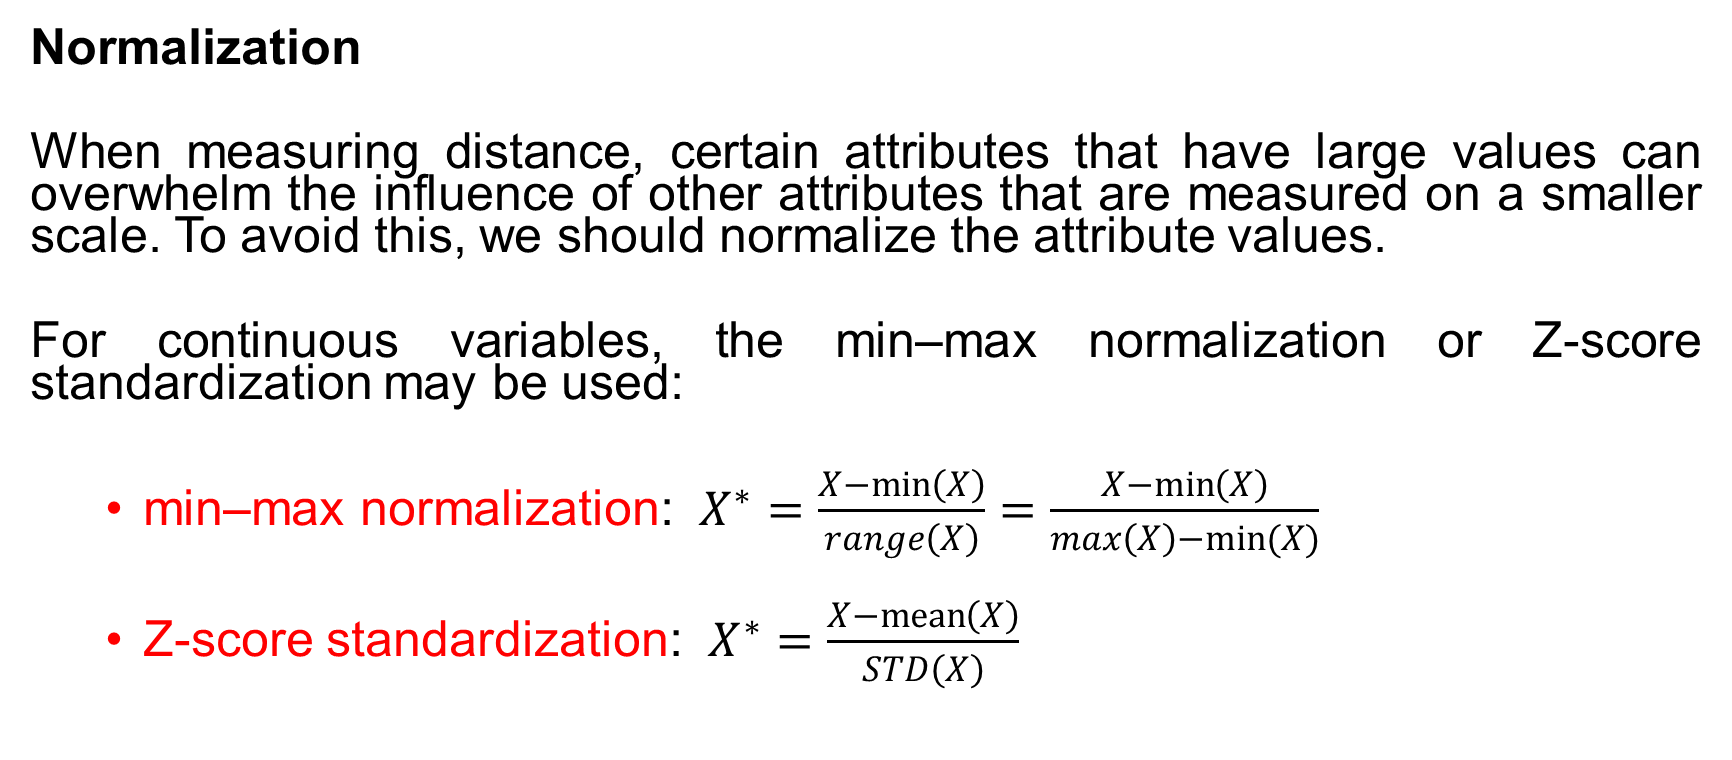 Normalization
When measuring distance, certain attributes that have large values can
overwhelm the influence of other attributes that are measured on a smaller
scale. To avoid this, we should normalize the attribute values.
For continuous variables, the min–max normalization or Z-score
standardization may be used:
• min–max normalization: X* = (X−min(X))/(range(X)) = (X−min(X))/(max(X)−min(X))
• Z-score standardization: X* = (X−mean(X))/(STD(X))